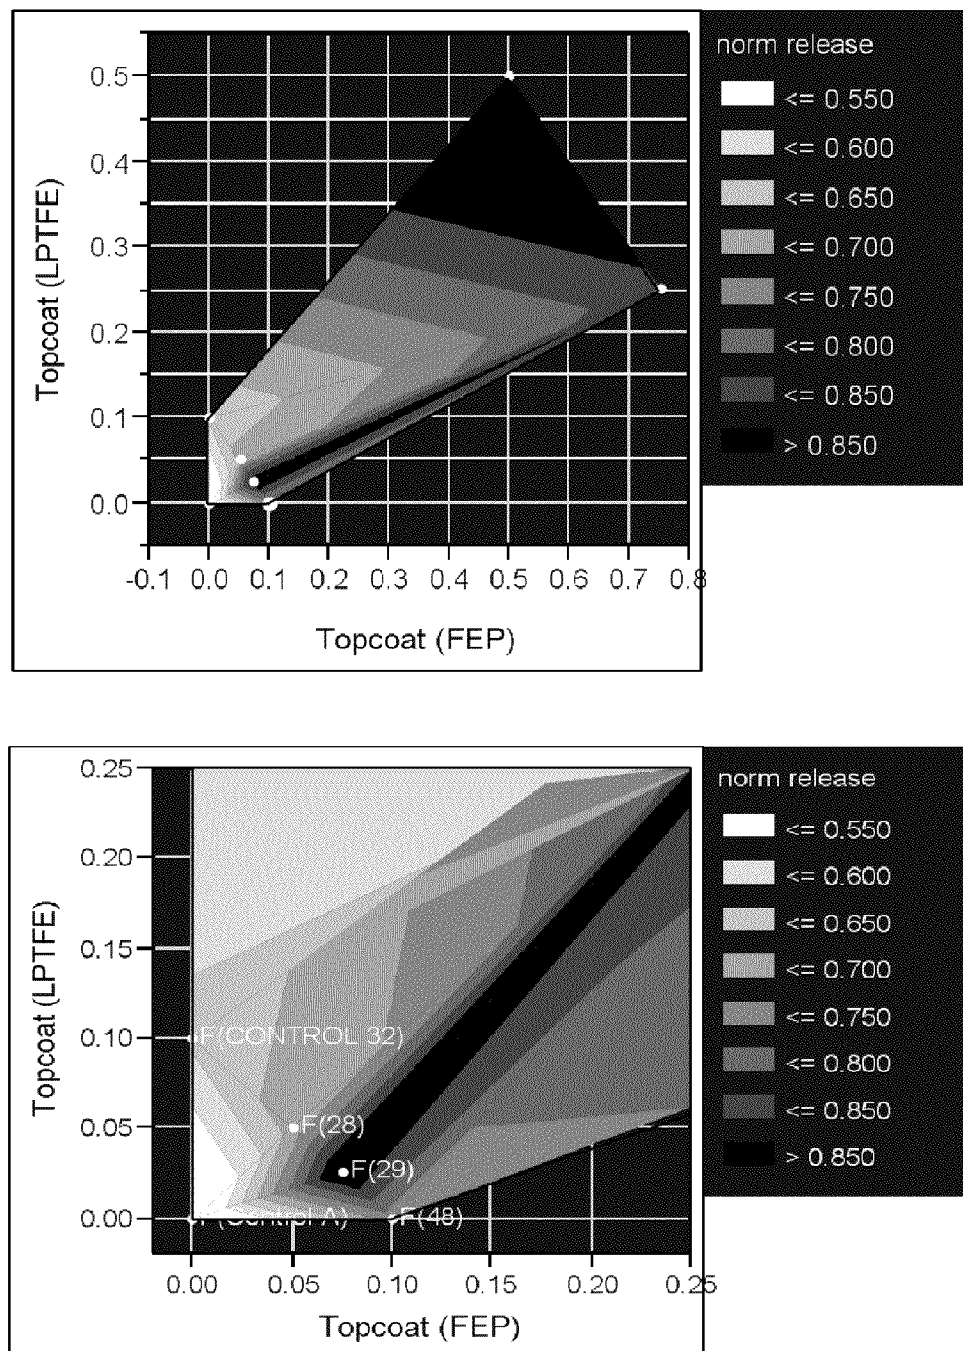 norm release
<= 0.550
<= 0.600
<= 0.650
<= 0.700
<= 0.750
<= 0.800
<= 0.850
> 0.850
Topcoat (LPTFE)
0.5
0.4
0.3
0.2
0.1
0.0
-0.1 0.0 0.1 0.2 0.3 0.4 0.5 0.6 0.7 0.8
Topcoat (FEP)
norm release
<= 0.550
<= 0.600
<= 0.650
<= 0.700
<= 0.750
<= 0.800
<= 0.850
> 0.850
Topcoat (LPTFE)
0.25
0.20
0.15
0.10
0.05
0.00
F(CONTROL 32)
F(28)
F(29)
F(Control A)
F(48)
0.00 0.05 0.10 0.15 0.20 0.25
Topcoat (FEP)